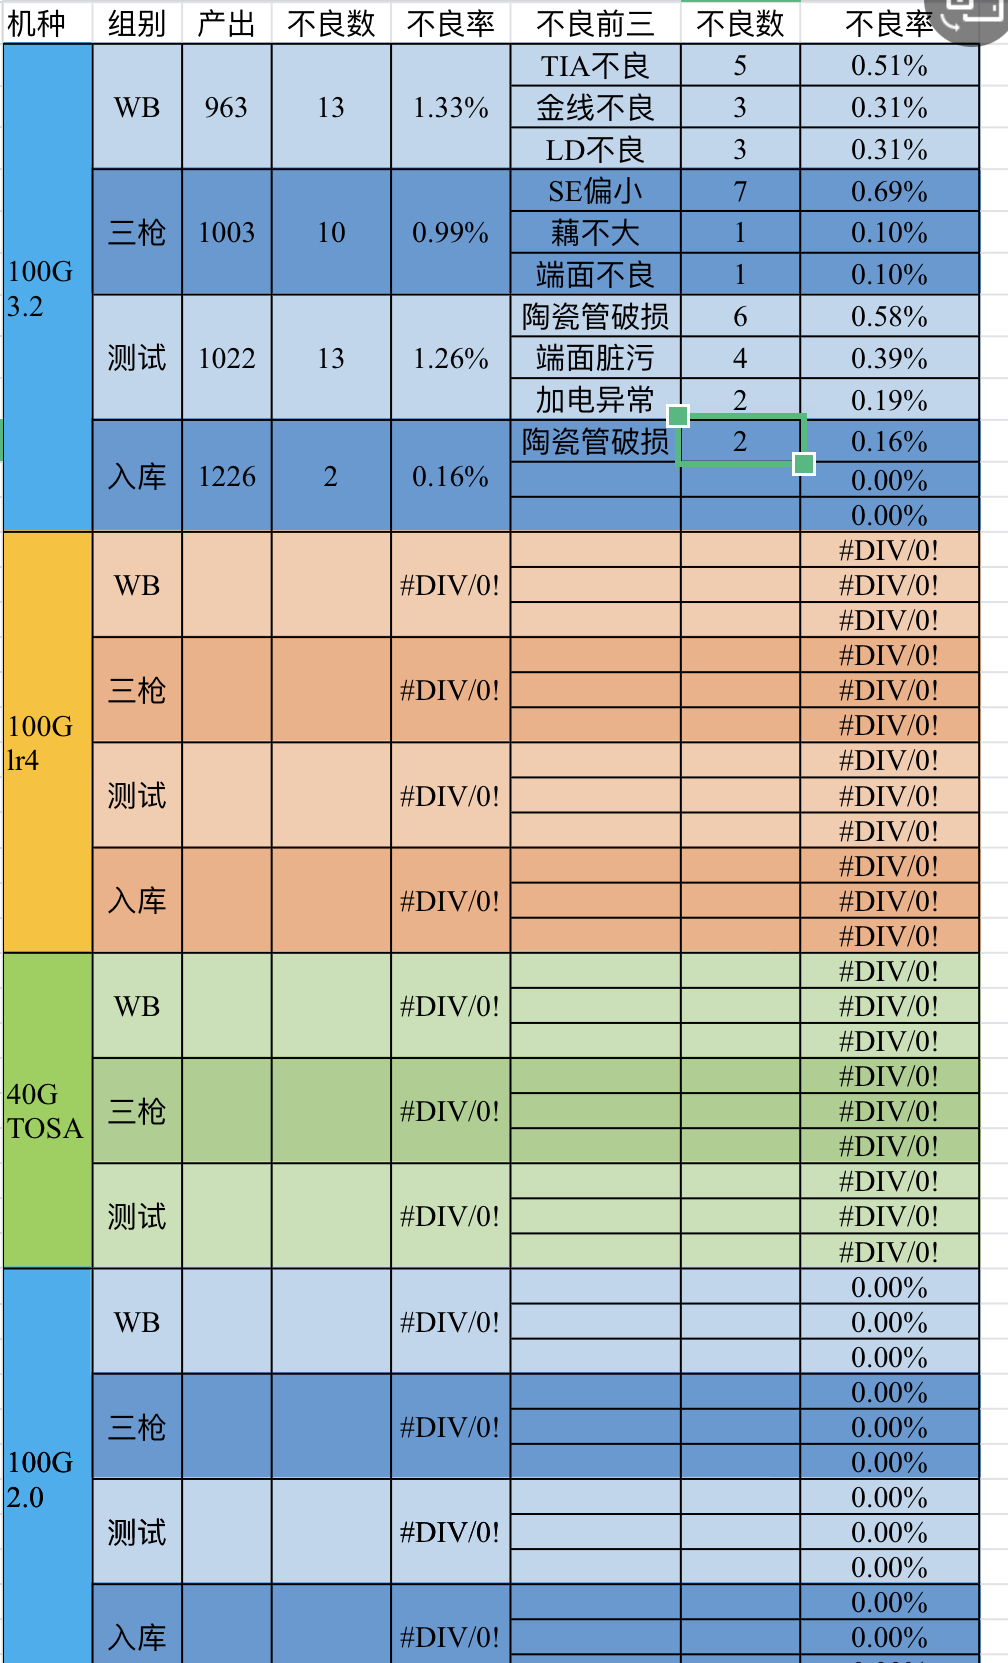 机种 组别 产出 不良数 不良率 不良前三 不良数 不良率
100G 3.2 WB 963 13 1.33% TIA不良 5 0.51%
金线不良 3 0.31%
LD不良 3 0.31%
三枪 1003 10 0.99% SE偏小 7 0.69%
耦不大 1 0.10%
端面不良 1 0.10%
测试 1022 13 1.26% 陶瓷管破损 6 0.58%
端面脏污 4 0.39%
加电异常 2 0.19%
入库 1226 2 0.16% 陶瓷管破损 2 0.16%
0.00%
0.00%
100G lr4 WB #DIV/0! #DIV/0!
#DIV/0!
#DIV/0!
三枪 #DIV/0! #DIV/0!
#DIV/0!
#DIV/0!
测试 #DIV/0! #DIV/0!
#DIV/0!
#DIV/0!
入库 #DIV/0! #DIV/0!
#DIV/0!
#DIV/0!
40G TOSA WB #DIV/0! #DIV/0!
#DIV/0!
#DIV/0!
三枪 #DIV/0! #DIV/0!
#DIV/0!
#DIV/0!
测试 #DIV/0! #DIV/0!
#DIV/0!
#DIV/0!
100G 2.0 WB #DIV/0! 0.00%
0.00%
0.00%
三枪 #DIV/0! 0.00%
0.00%
0.00%
测试 #DIV/0! 0.00%
0.00%
0.00%
入库 #DIV/0! 0.00%
0.00%